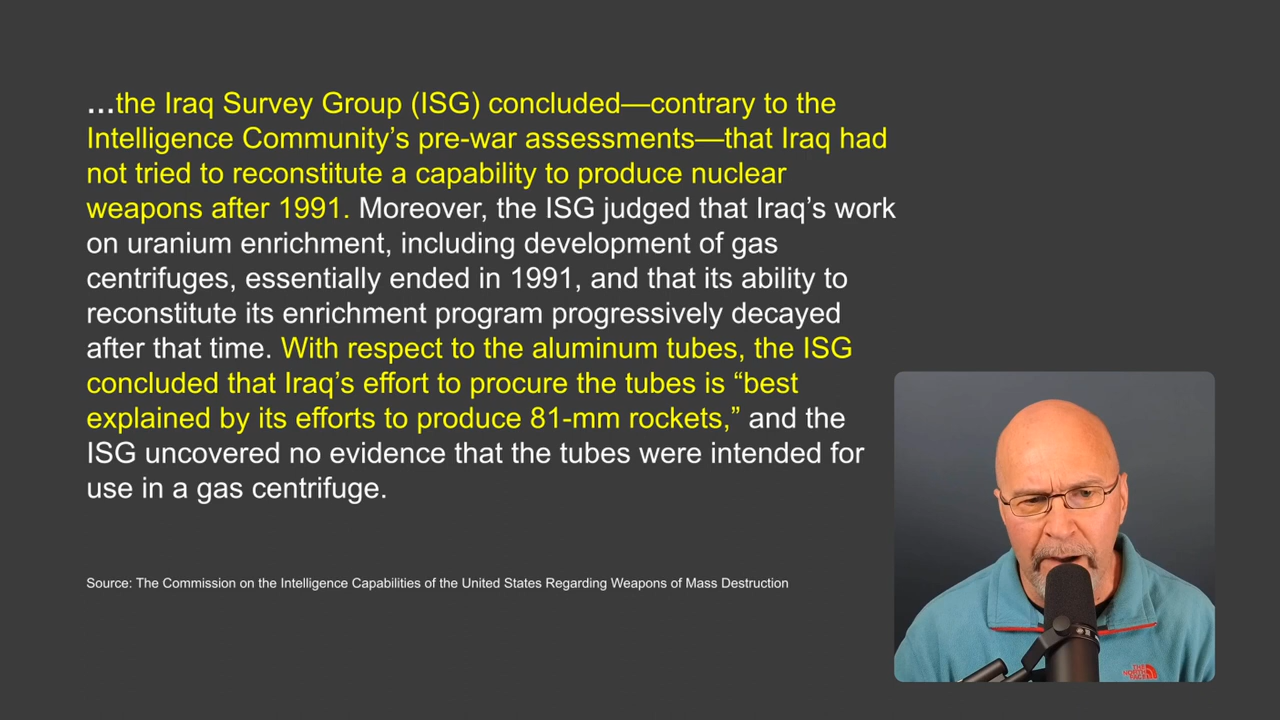 …the Iraq Survey Group (ISG) concluded—contrary to the
Intelligence Community’s pre-war assessments—that Iraq had
not tried to reconstitute a capability to produce nuclear
weapons after 1991. Moreover, the ISG judged that Iraq’s work
on uranium enrichment, including development of gas
centrifuges, essentially ended in 1991, and that its ability to
reconstitute its enrichment program progressively decayed
after that time. With respect to the aluminum tubes, the ISG
concluded that Iraq’s effort to procure the tubes is “best
explained by its efforts to produce 81-mm rockets,” and the
ISG uncovered no evidence that the tubes were intended for
use in a gas centrifuge.
Source: The Commission on the Intelligence Capabilities of the United States Regarding Weapons of Mass Destruction
THE
NORTH
FACE